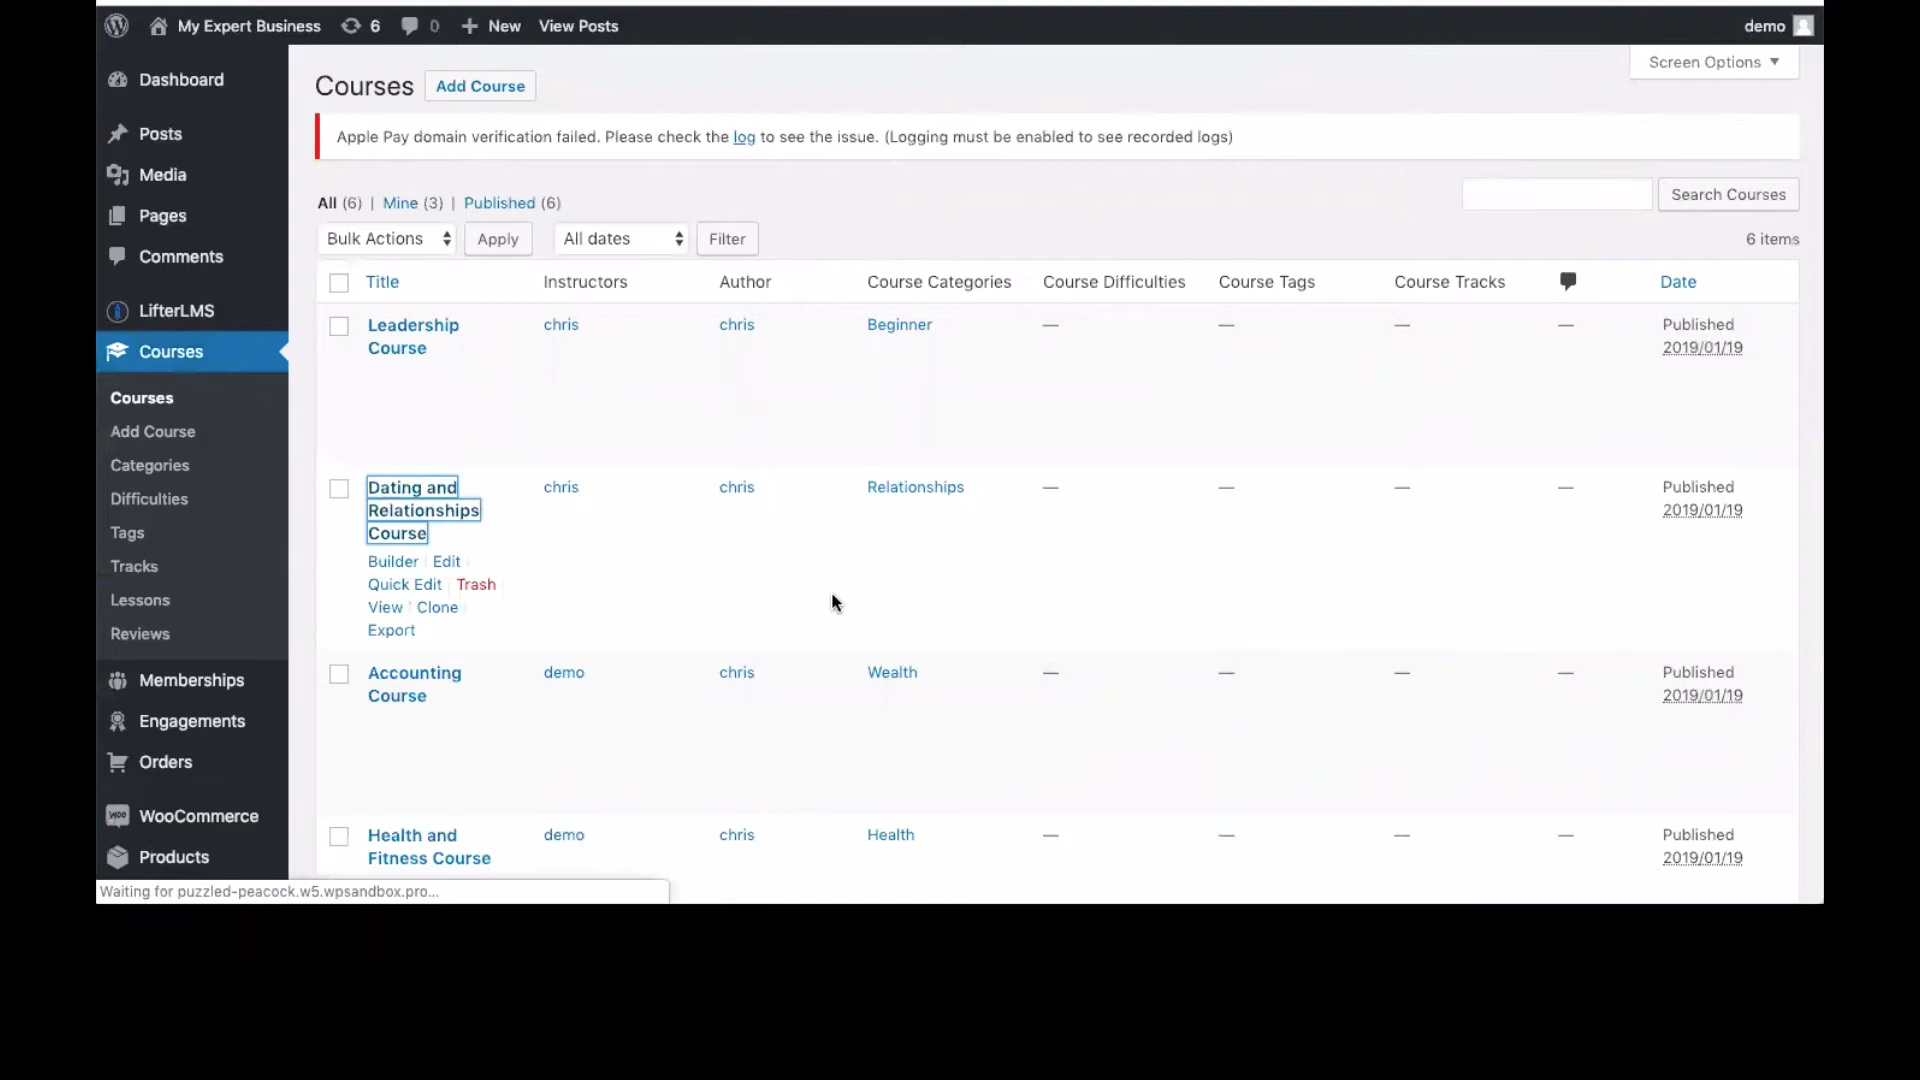 My Expert Business 6 0 New View Posts demo
Dashboard
Posts
Media
Pages
Comments
LifterLMS
Courses
Courses
Add Course
Categories
Difficulties
Tags
Tracks
Lessons
Reviews
Memberships
Engagements
Orders
WooCommerce
Products
Screen Options
Courses Add Course
Apple Pay domain verification failed. Please check the log to see the issue. (Logging must be enabled to see recorded logs)
All (6) | Mine (3) | Published (6)
Search Courses
Bulk Actions Apply All dates Filter 6 items
Title Instructors Author Course Categories Course Difficulties Course Tags Course Tracks Date
Leadership chris chris Beginner — — — — Published
Course 2019/01/19
Dating and chris chris Relationships — — — — Published
Relationships 2019/01/19
Course
Builder | Edit |
Quick Edit | Trash
View | Clone
Export
Accounting demo chris Wealth — — — — Published
Course 2019/01/19
Health and demo chris Health — — — — Published
Fitness Course 2019/01/19
Waiting for puzzled-peacock.w5.wpsandbox.pro...